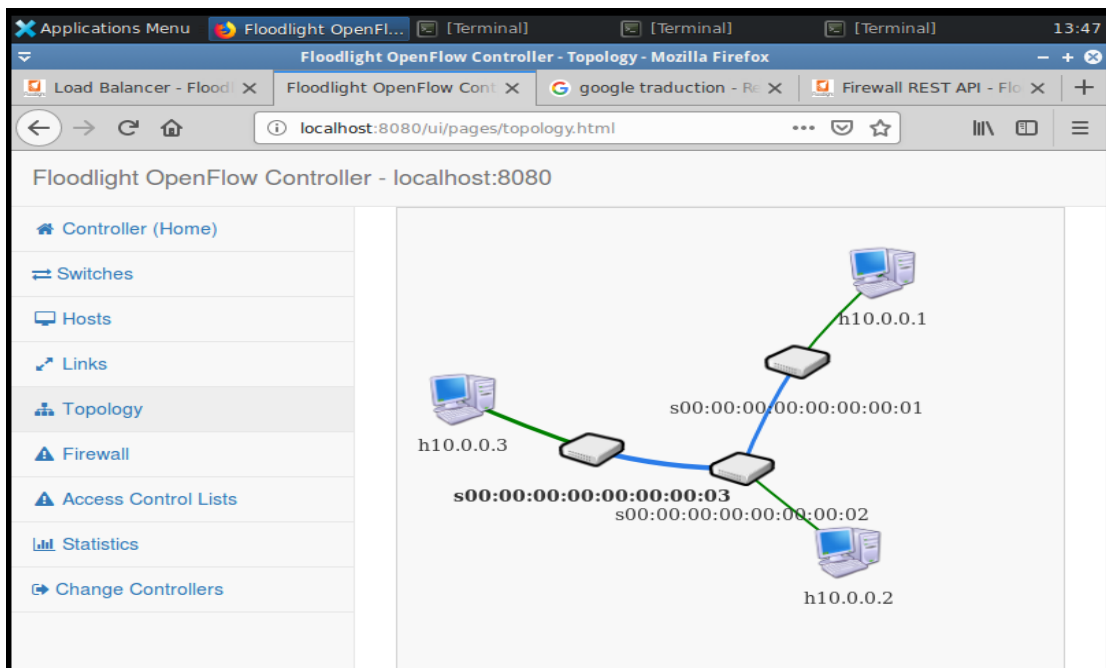 Applications Menu Floodlight OpenFl... [Terminal] [Terminal] [Terminal] 13:47
Floodlight OpenFlow Controller - Topology - Mozilla Firefox
Load Balancer - Flood Floodlight OpenFlow Cont google traduction - Re Firewall REST API - Flo
localhost:8080/ui/pages/topology.html
Floodlight OpenFlow Controller - localhost:8080
Controller (Home)
Switches
Hosts
Links
Topology
Firewall
Access Control Lists
Statistics
Change Controllers
h10.0.0.1
s00:00:00:00:00:00:00:01
h10.0.0.3
s00:00:00:00:00:00:00:03
s00:00:00:00:00:00:00:02
h10.0.0.2